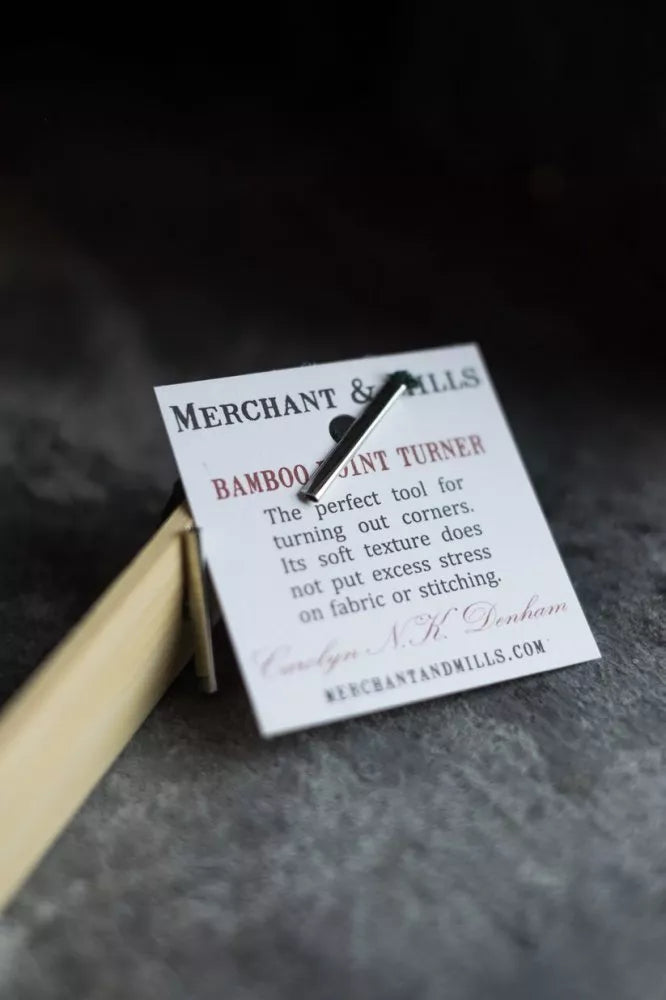 MERCHANT & MILLS
BAMBOO POINT TURNER
The perfect tool for
turning out corners.
Its soft texture does
not put excess stress
on fabric or stitching.
Carolyn N.K. Denham
MERCHANTANDMILLS.COM